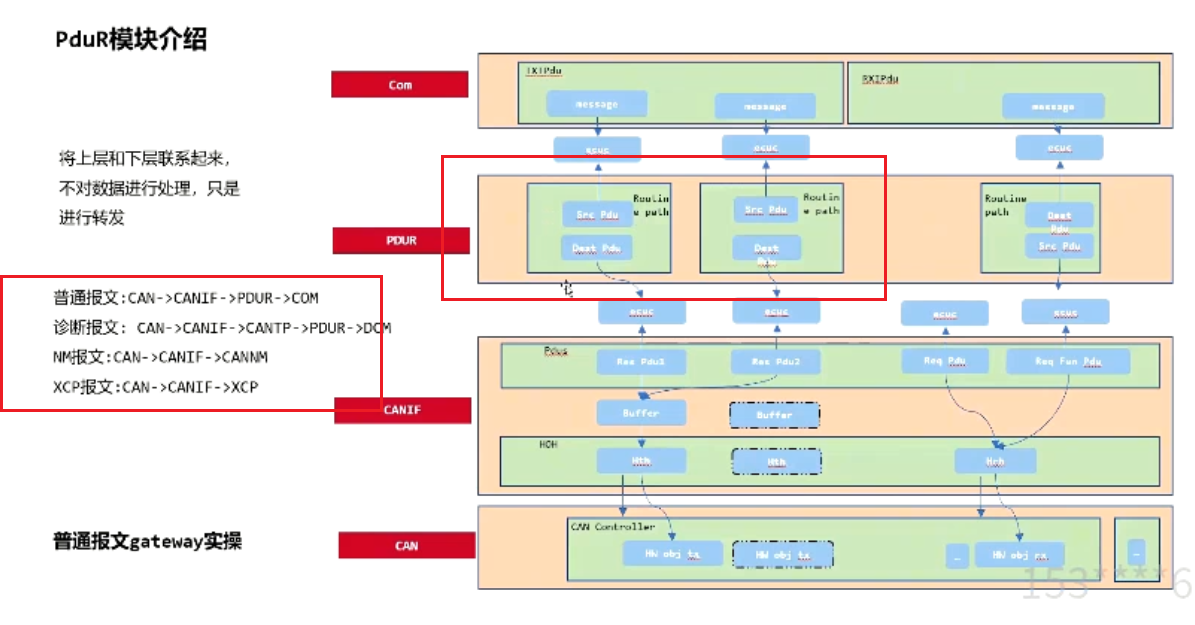 PduR模块介绍
Com
TXIPdu
RXIPdu
message
message
message
ecuc
ecuc
ecuc
将上层和下层联系起来，
不对数据进行处理，只是
进行转发
PDUR
Routin
e path
Src Pdu
Dest Pdu
Routin
e path
Src Pdu
Dest
Pdu
Routine
path
Dest
Pdu
Src Pdu
普通报文:CAN->CANIF->PDUR->COM
诊断报文: CAN->CANIF->CANTP->PDUR->DCM
NM报文:CAN->CANIF->CANNM
XCP报文:CAN->CANIF->XCP
ecuc
ecuc
ecuc
ecuc
CANIF
Pdus
Res Pdu1
Res Pdu2
Req Pdu
Req Fun Pdu
Buffer
Buffer
HOH
Hth
Hth
Hrh
普通报文gateway实操
CAN
CAN Controller
HW obj tx
HW obj tx
…
HW obj rx
…
153****6